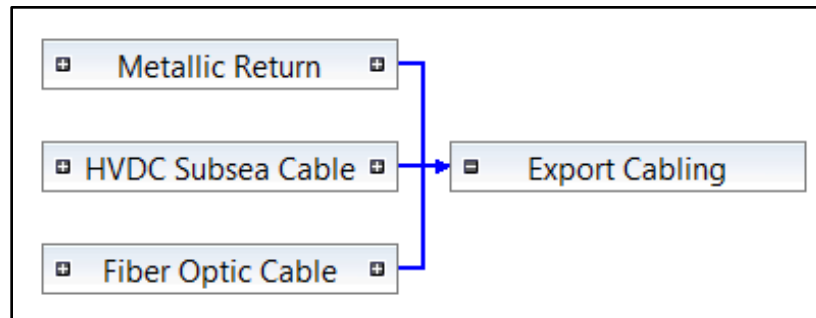 Metallic Return
HVDC Subsea Cable
Export Cabling
Fiber Optic Cable